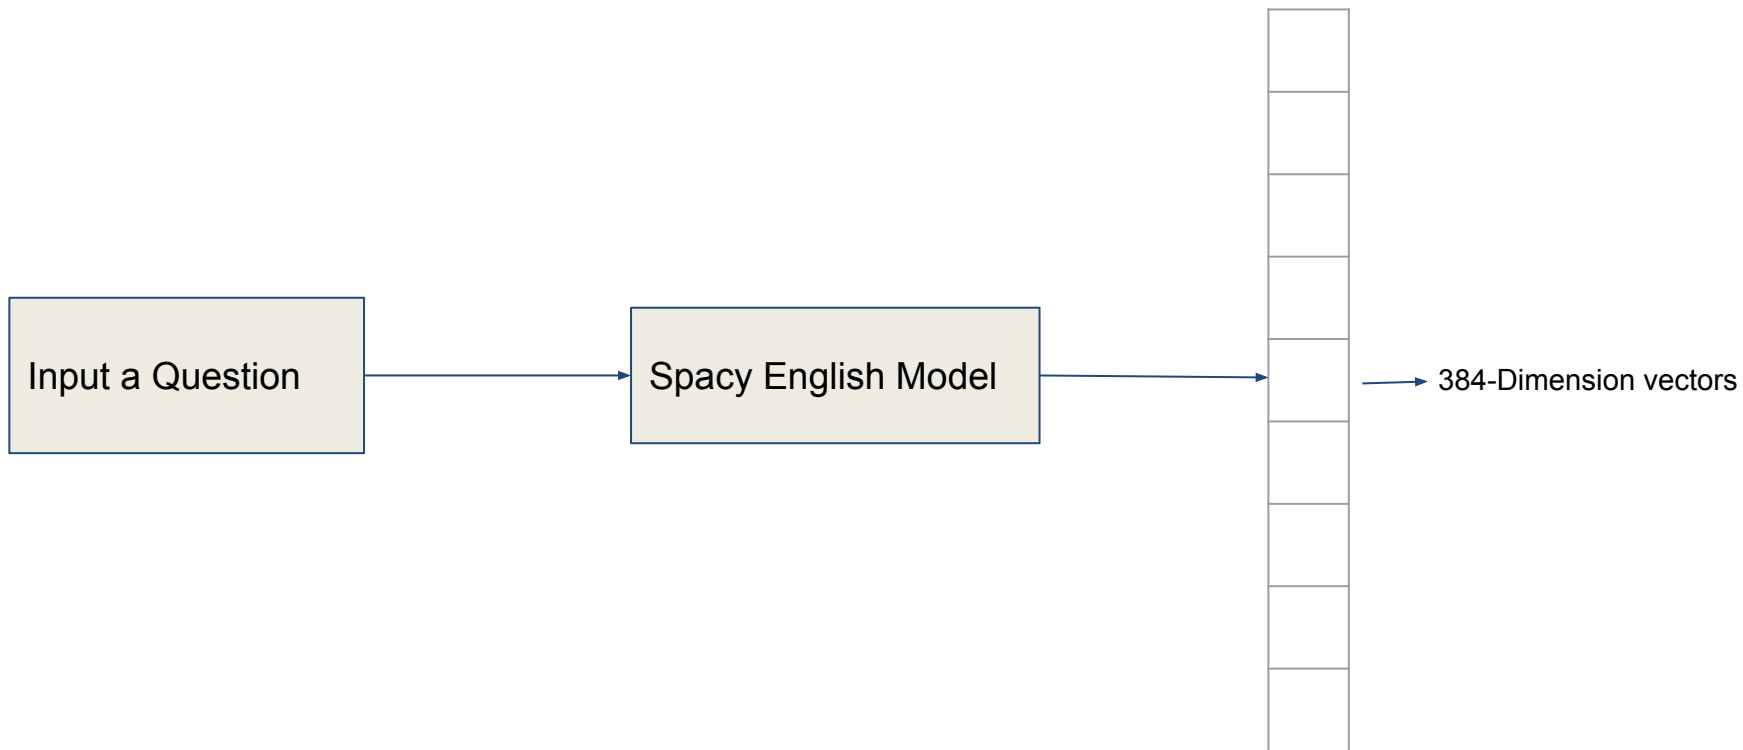 Input a Question
Spacy English Model
384-Dimension vectors